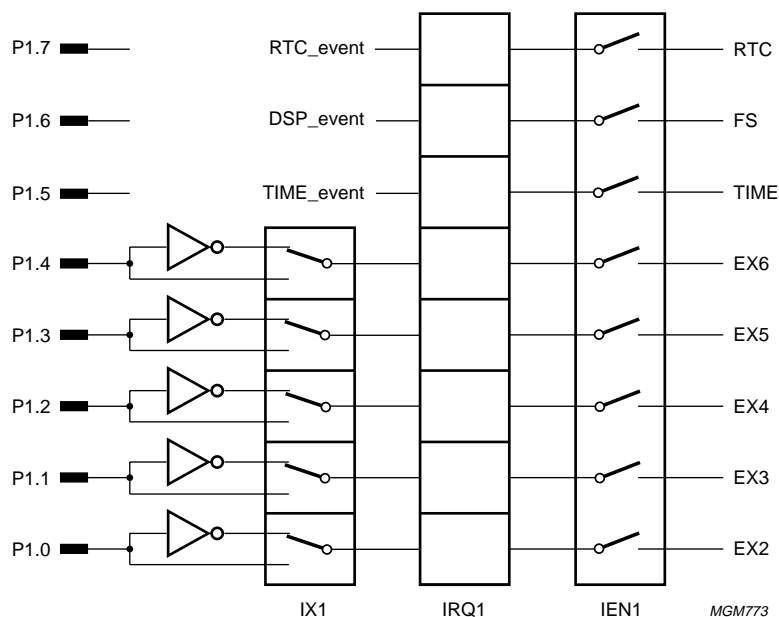 P1.7 RTC_event RTC
P1.6 DSP_event FS
P1.5 TIME_event TIME
P1.4 EX6
P1.3 EX5
P1.2 EX4
P1.1 EX3
P1.0 EX2
IX1 IRQ1 IEN1 MGM773